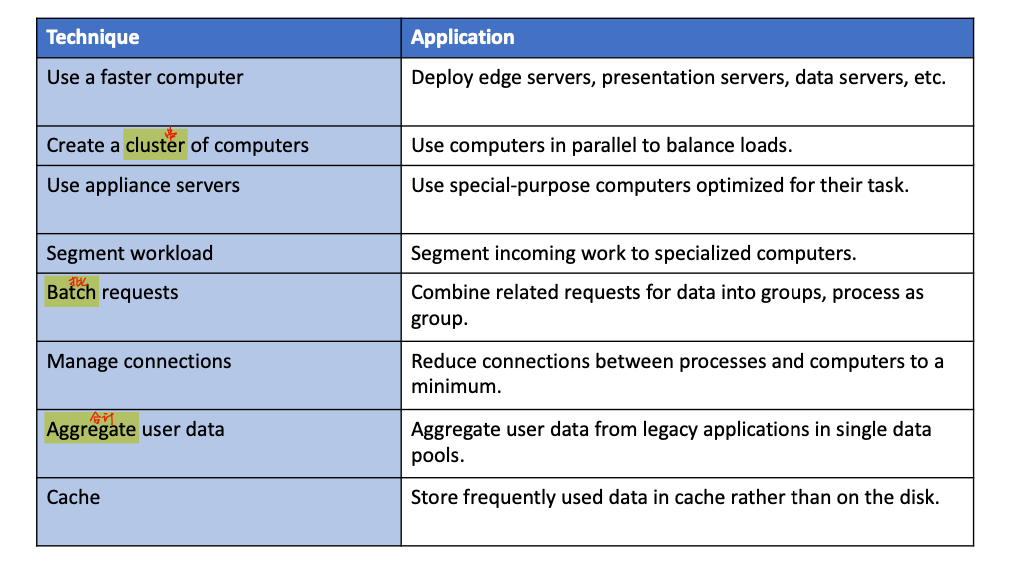 Technique
Application
Use a faster computer
Deploy edge servers, presentation servers, data servers, etc.
Create a cluster of computers
Use computers in parallel to balance loads.
Use appliance servers
Use special-purpose computers optimized for their task.
Segment workload
Segment incoming work to specialized computers.
批
Batch requests
Combine related requests for data into groups, process as
group.
Manage connections
Reduce connections between processes and computers to a
minimum.
合计
Aggregate user data
Aggregate user data from legacy applications in single data
pools.
Cache
Store frequently used data in cache rather than on the disk.